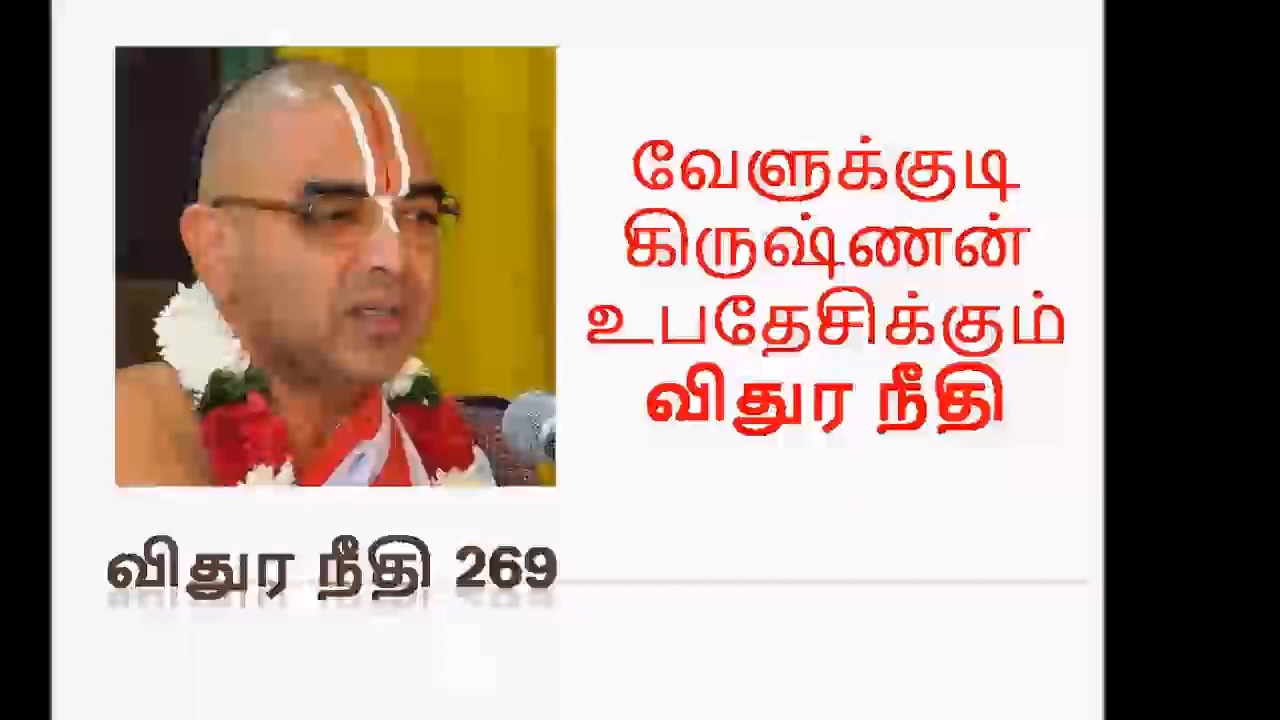 வேளுக்குடி
கிருஷ்ணன்
உபதேசிக்கும்
விதுர நீதி
விதுர நீதி 269